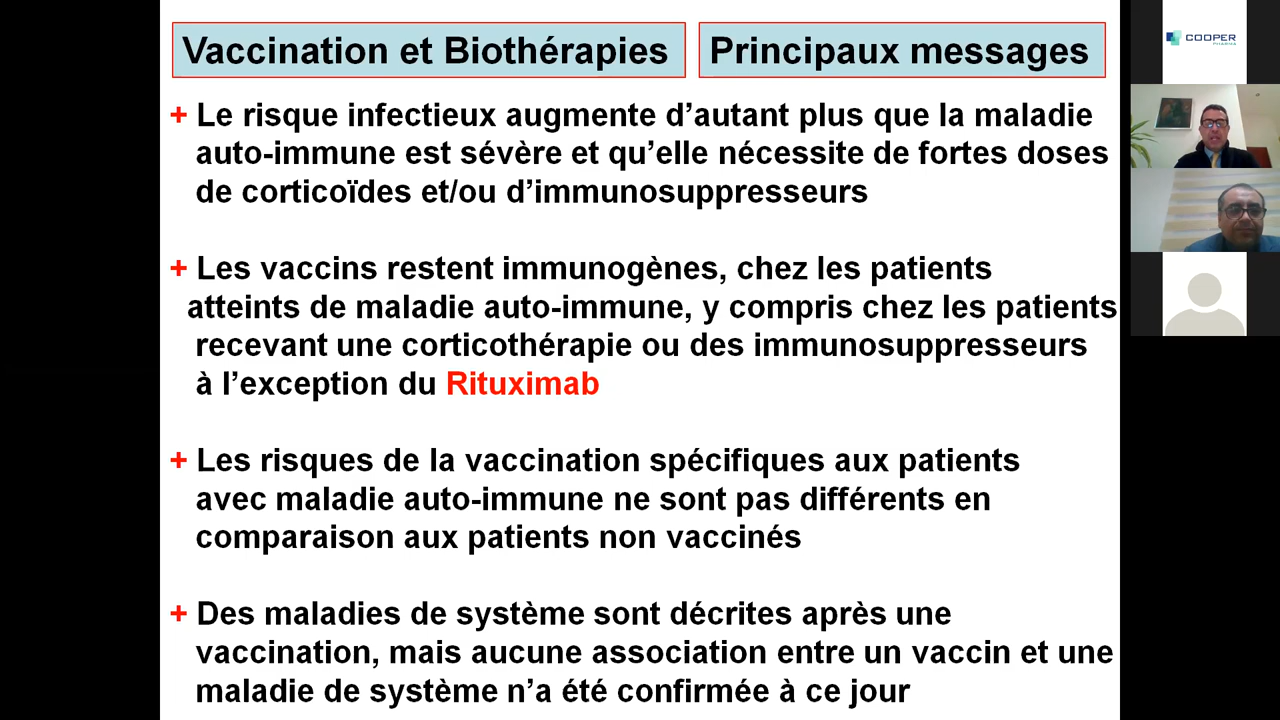 Vaccination et Biothérapies
Principaux messages
+ Le risque infectieux augmente d’autant plus que la maladie
auto-immune est sévère et qu’elle nécessite de fortes doses
de corticoïdes et/ou d’immunosuppresseurs
+ Les vaccins restent immunogènes, chez les patients
atteints de maladie auto-immune, y compris chez les patients
recevant une corticothérapie ou des immunosuppresseurs
à l’exception du Rituximab
+ Les risques de la vaccination spécifiques aux patients
avec maladie auto-immune ne sont pas différents en
comparaison aux patients non vaccinés
+ Des maladies de système sont décrites après une
vaccination, mais aucune association entre un vaccin et une
maladie de système n’a été confirmée à ce jour
COOPER
PHARMA